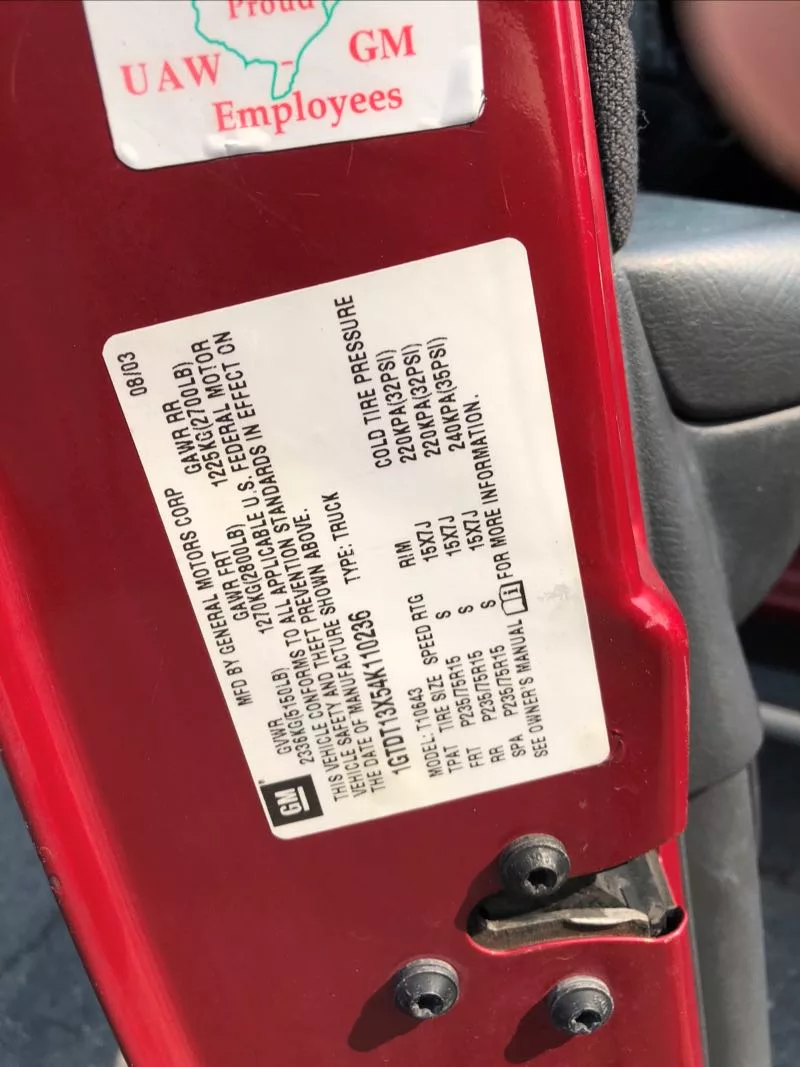 Proud
UAW - GM
Employees
MFD BY GENERAL MOTORS CORP 08/03
GVWR GAWR FRT GAWR RR
2336KG(5150LB) 1270KG(2800LB) 1225KG(2700LB)
THIS VEHICLE CONFORMS TO ALL APPLICABLE U.S. FEDERAL MOTOR
VEHICLE SAFETY AND THEFT PREVENTION STANDARDS IN EFFECT ON
THE DATE OF MANUFACTURE SHOWN ABOVE.
1GTDT13X54K110236 TYPE: TRUCK
MODEL: T10643
TPAT TIRE SIZE SPEED RTG RIM COLD TIRE PRESSURE
FRT P235/75R15 S 15X7J 220KPA(32PSI)
RR P235/75R15 S 15X7J 220KPA(32PSI)
SPA P235/75R15 S 15X7J 240KPA(35PSI)
SEE OWNER'S MANUAL i FOR MORE INFORMATION.
GM